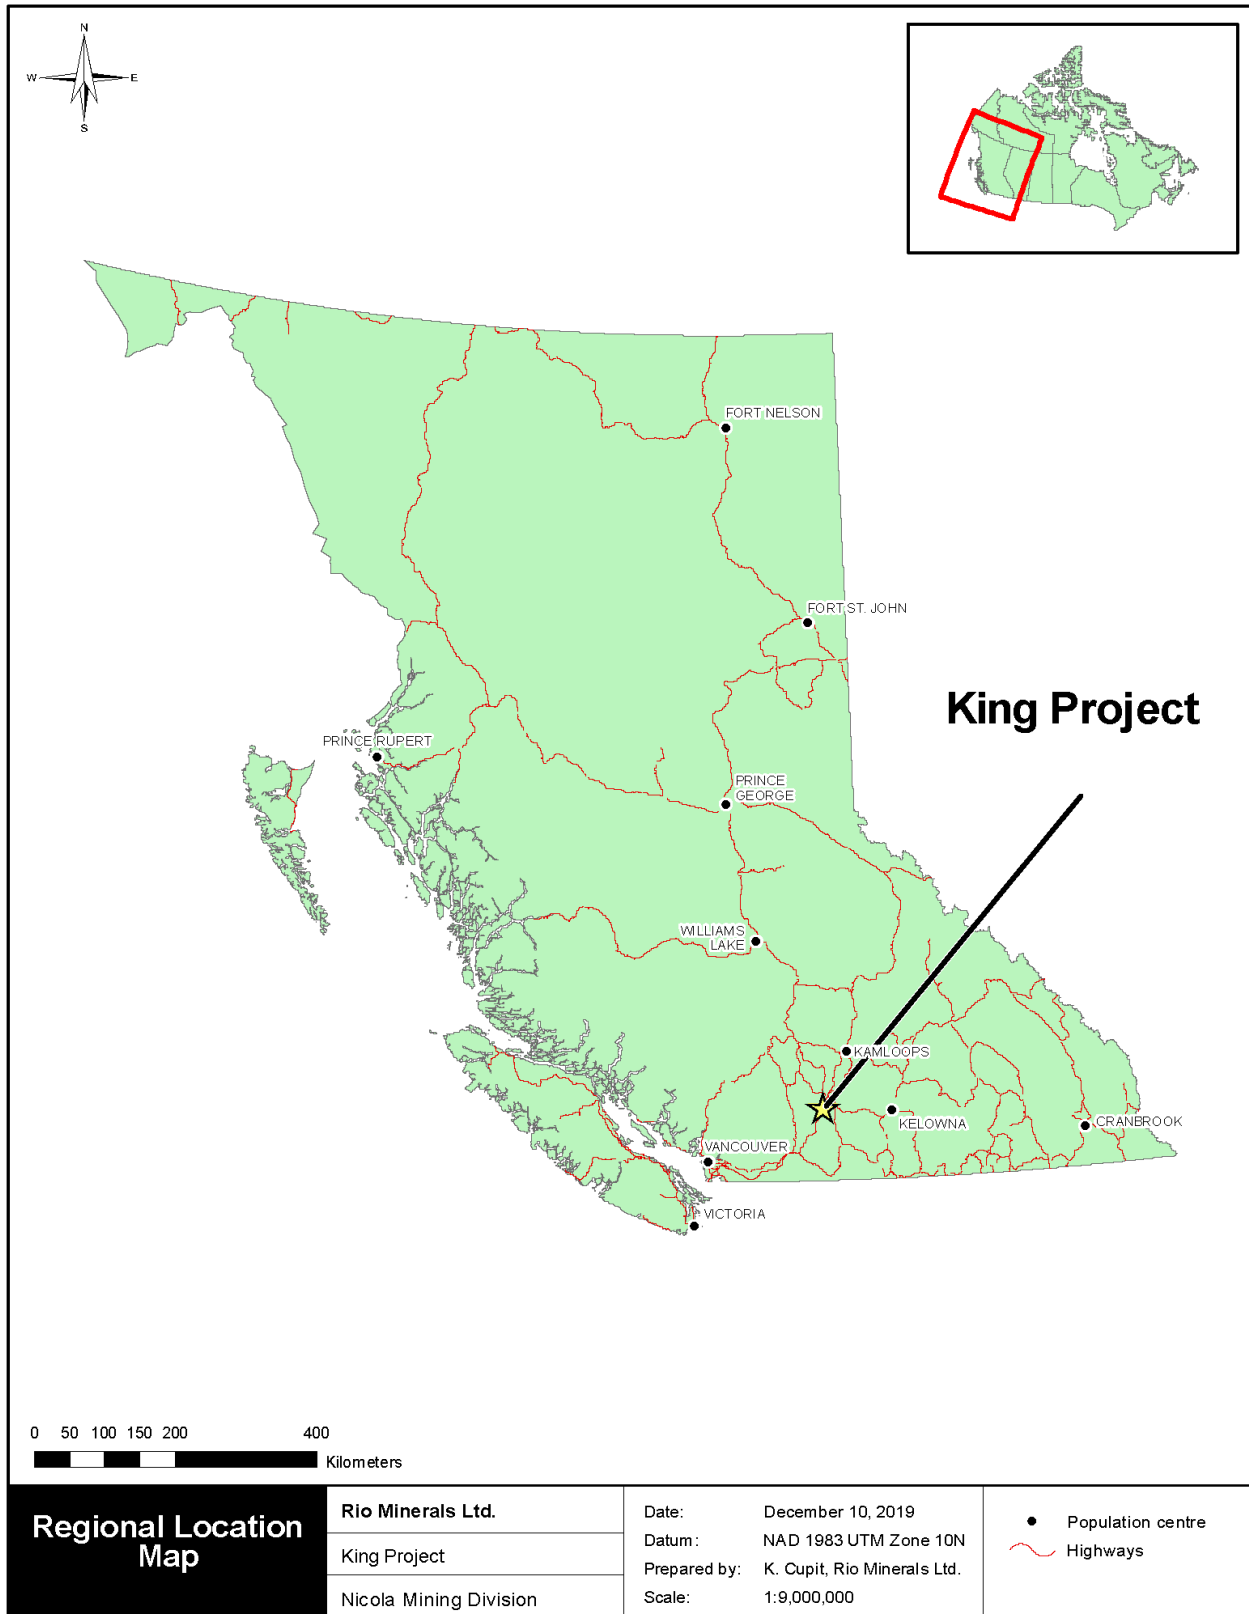 N
W
E
S
FORT NELSON
FORT ST. JOHN
King Project
PRINCE RUPERT
PRINCE
GEORGE
WILLIAMS
LAKE
KAMLOOPS
KELOWNA
CRANBROOK
VANCOUVER
VICTORIA
0 50 100 150 200 400
Kilometers
Regional Location
Map
Rio Minerals Ltd.
King Project
Nicola Mining Division
Date: December 10, 2019
Datum: NAD 1983 UTM Zone 10N
Prepared by: K. Cupit, Rio Minerals Ltd.
Scale: 1:9,000,000
Population centre
Highways